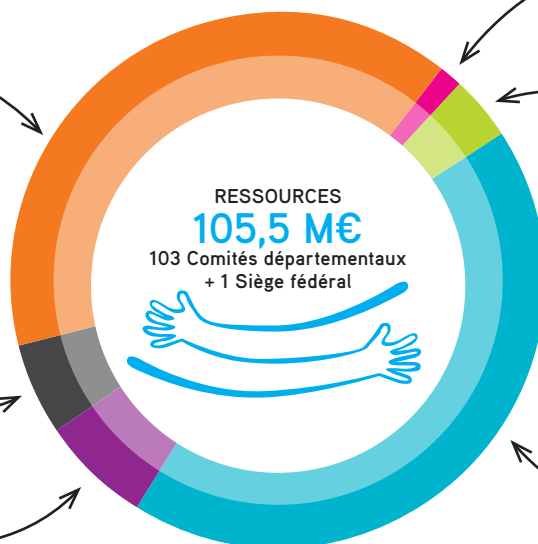 RESSOURCES
105,5 M€
103 Comités départementaux
+ 1 Siège fédéral